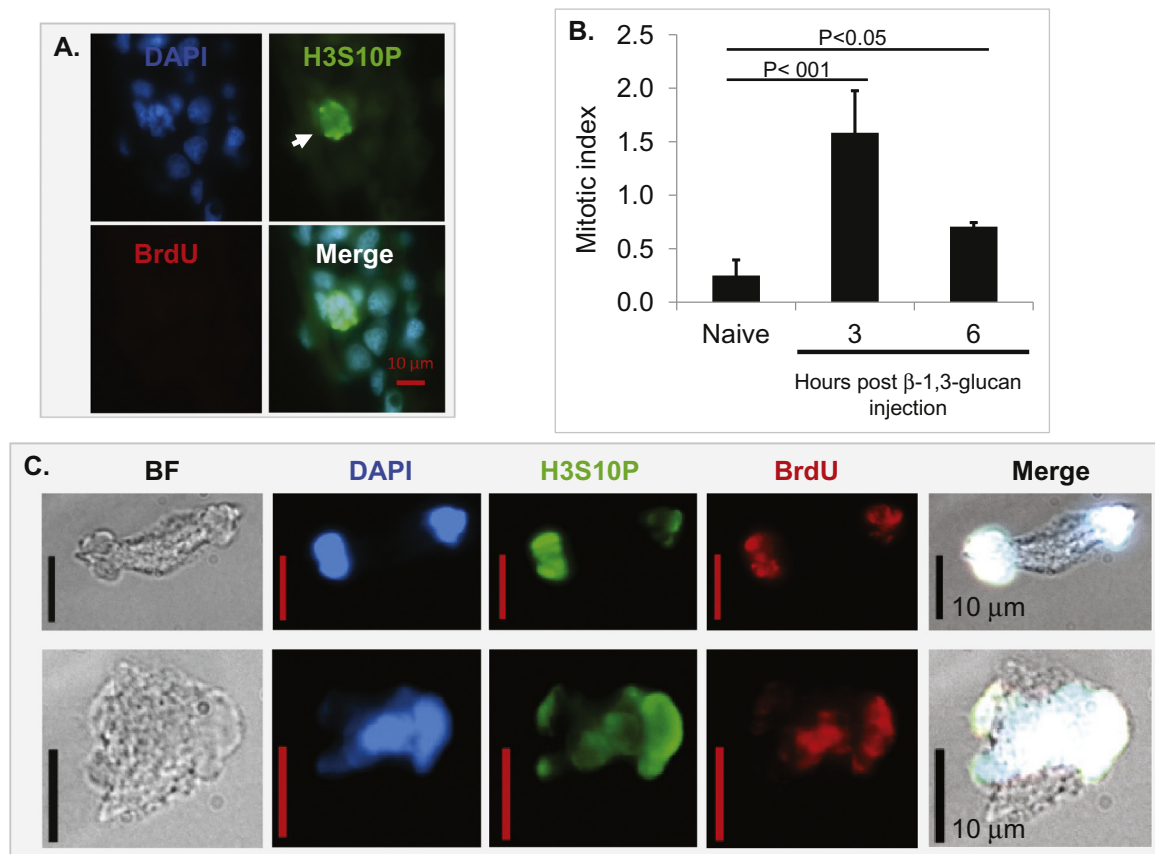 A.
DAPI
H3S10P
BrdU
Merge
10 μm
B.
2.5
2.0
1.5
1.0
0.5
0.0
Mitotic index
P<0.05
P< 001
Naive
3
6
Hours post β-1,3-glucan
injection
C.
BF
DAPI
H3S10P
BrdU
Merge
10 μm
10 μm